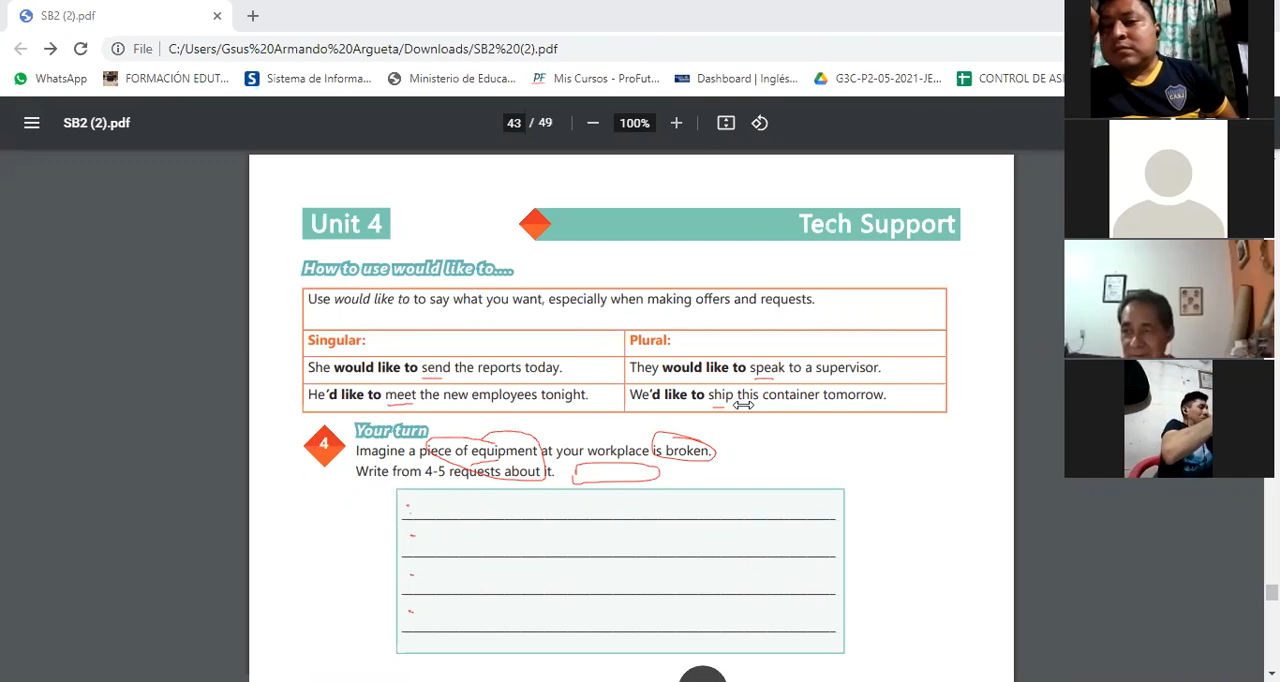 SB2 (2).pdf
File C:/Users/Gsus%20Armando%20Argueta/Downloads/SB2%20(2).pdf
WhatsApp FORMACIÓN EDUT... Sistema de Informa... Ministerio de Educa... PF Mis Cursos - ProFut... Dashboard | Inglés... G3C-P2-05-2021-JE... CONTROL DE ASI
SB2 (2).pdf 43 / 49 100%
Unit 4 Tech Support
How to use would like to....
Use would like to to say what you want, especially when making offers and requests.
Singular: Plural:
She would like to send the reports today. They would like to speak to a supervisor.
He'd like to meet the new employees tonight. We'd like to ship this container tomorrow.
4 Your turn
Imagine a piece of equipment at your workplace is broken.
Write from 4-5 requests about it.